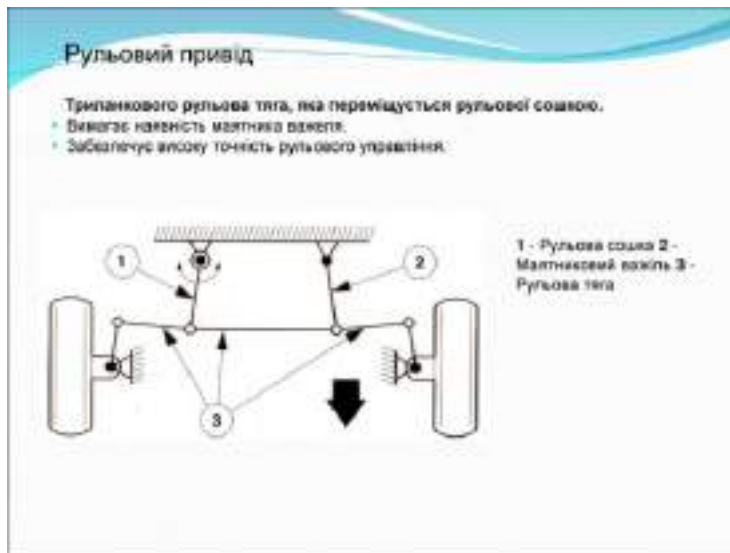 Рульовий привід
Трипанкового рульова тяга, яка переміщується рульової сошкою.
Вимагає наявність маятника важеля.
Забезпечує високу точність рульового управління.
1
2
1 - Рульова сошка 2 -
Маятниковий важіль 3 -
Рульова тяга
3